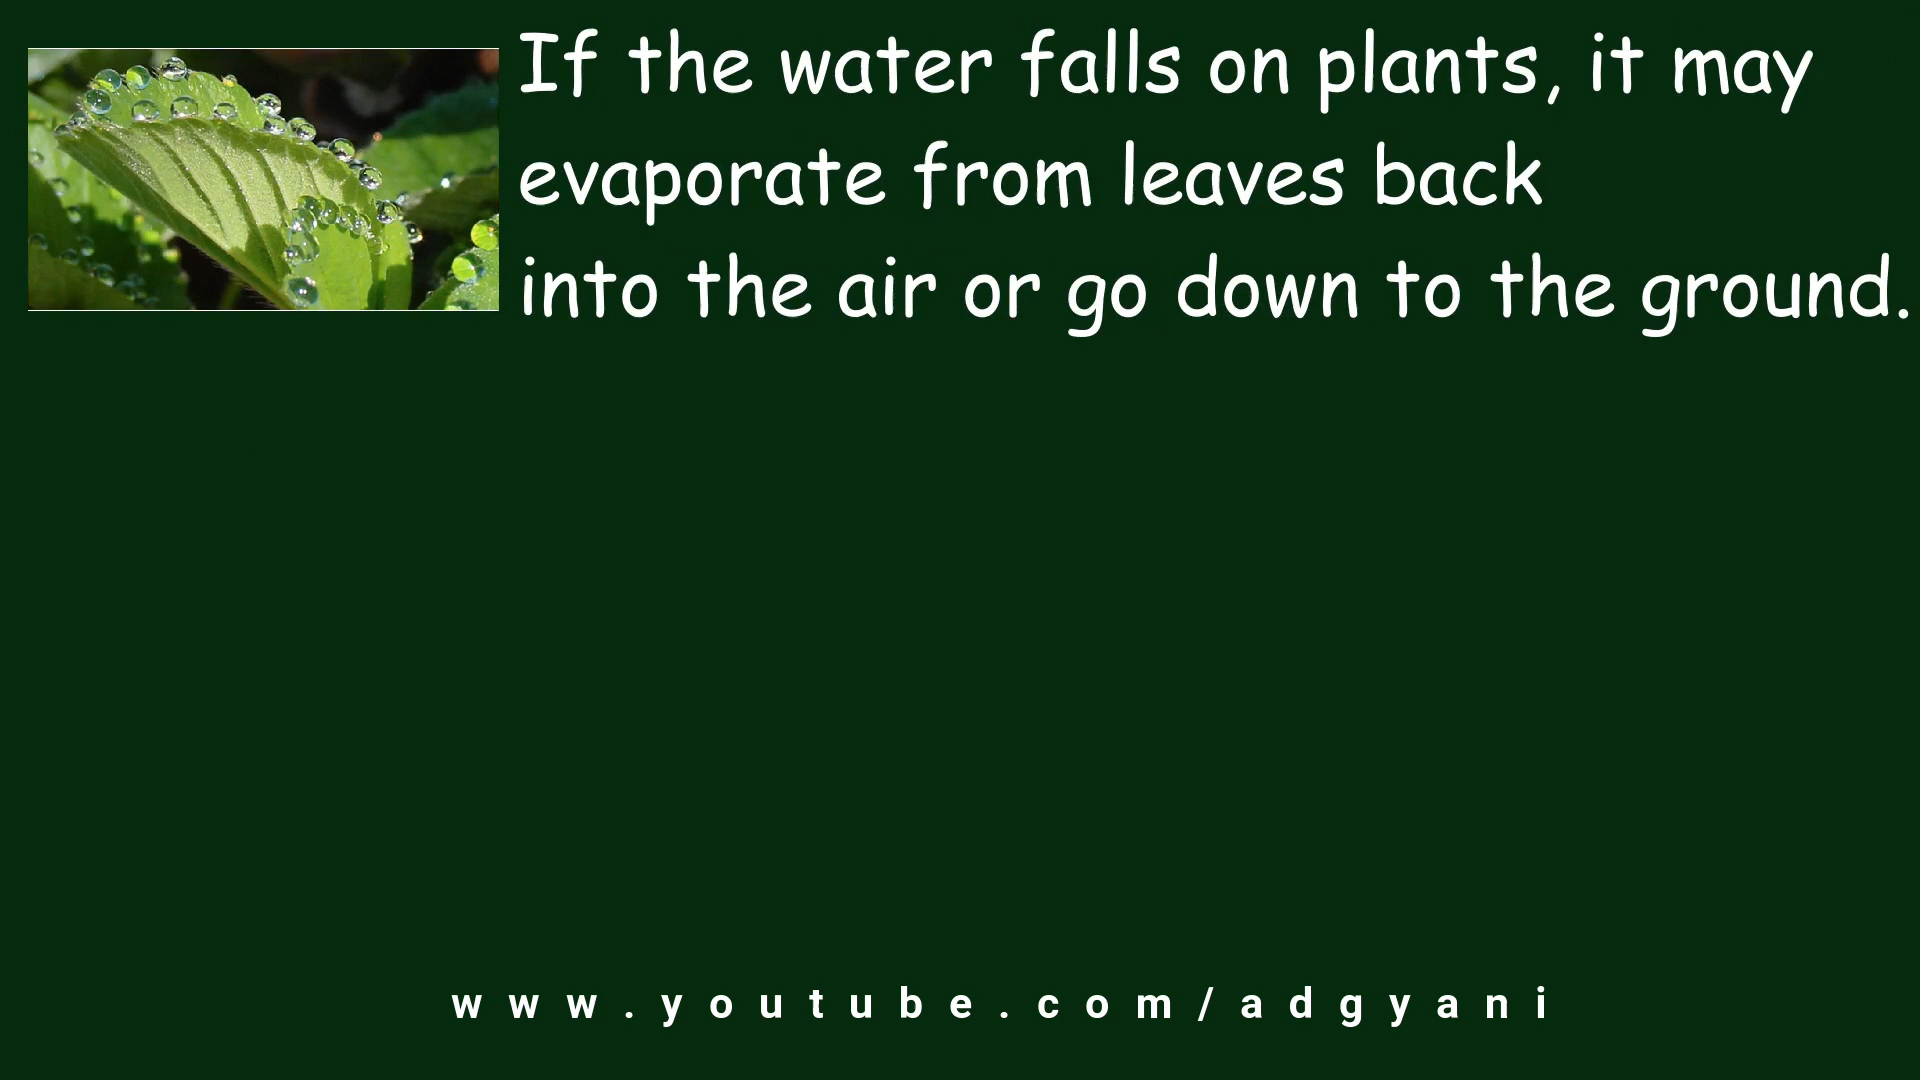 If the water falls on plants, it may
evaporate from leaves back
into the air or go down to the ground.
www.youtube.com/adgyani